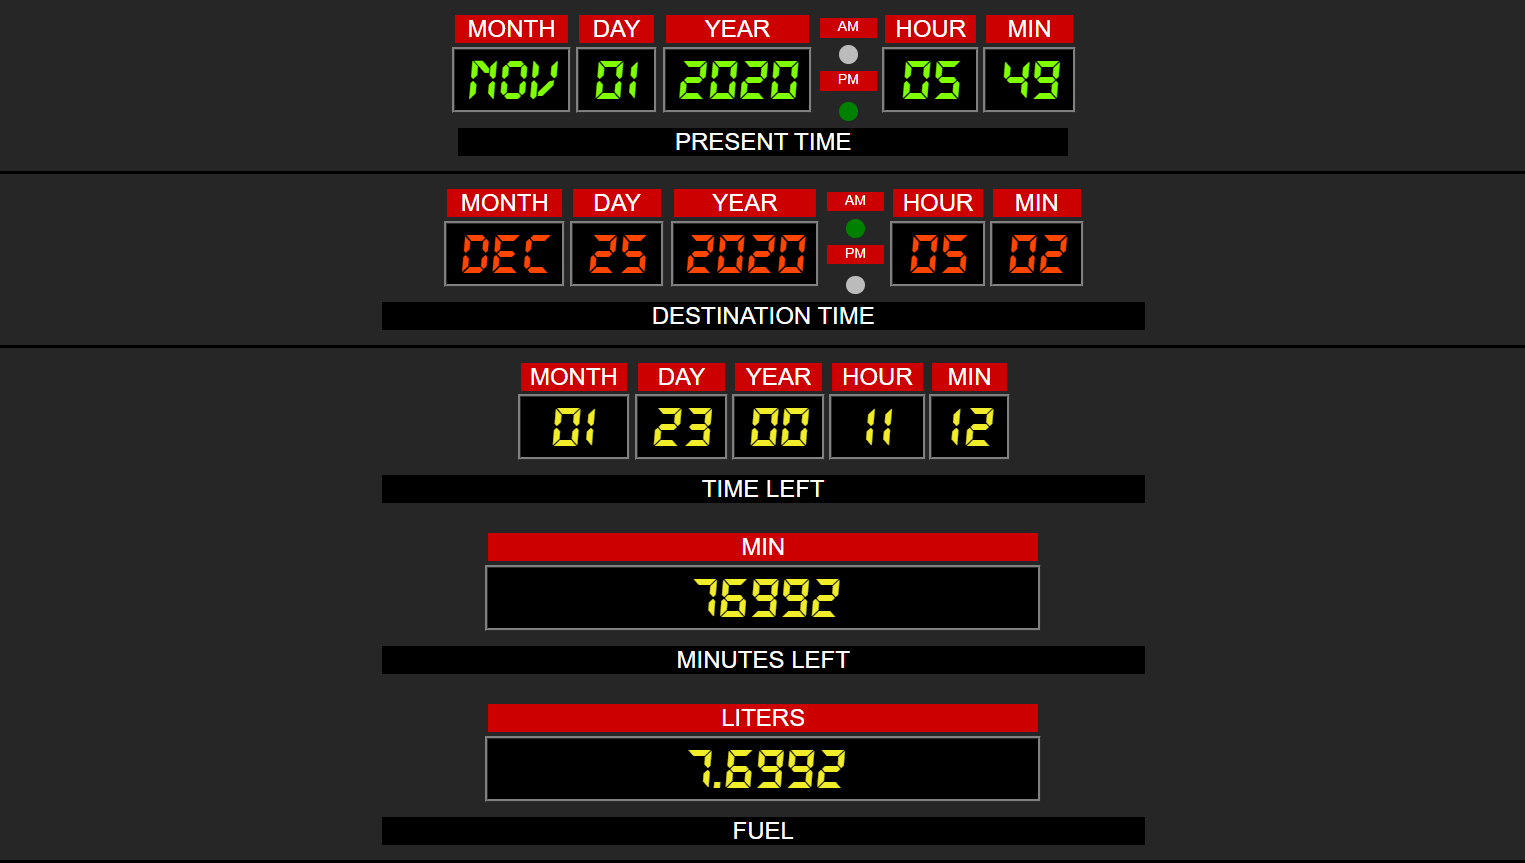 MONTH DAY YEAR AM HOUR MIN
NOV 01 2020 PM 05 49
PRESENT TIME
MONTH DAY YEAR AM HOUR MIN
DEC 25 2020 PM 05 02
DESTINATION TIME
MONTH DAY YEAR HOUR MIN
01 23 00 11 12
TIME LEFT
MIN
76992
MINUTES LEFT
LITERS
7.6992
FUEL